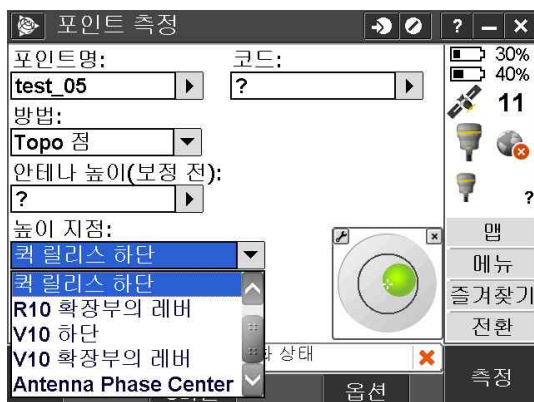 포인트 측정
? — ×
포인트명:
코드:
30%
40%
test_05
?
방법:
11
Topo 점
안테나 높이(보정 전):
?
?
높이 지점:
맵
퀵 릴리스 하단
메뉴
퀵 릴리스 하단
즐겨찾기
R10 확장부의 레버
V10 하단
전환
V10 확장부의 레버
상태
Antenna Phase Center
옵션
측정